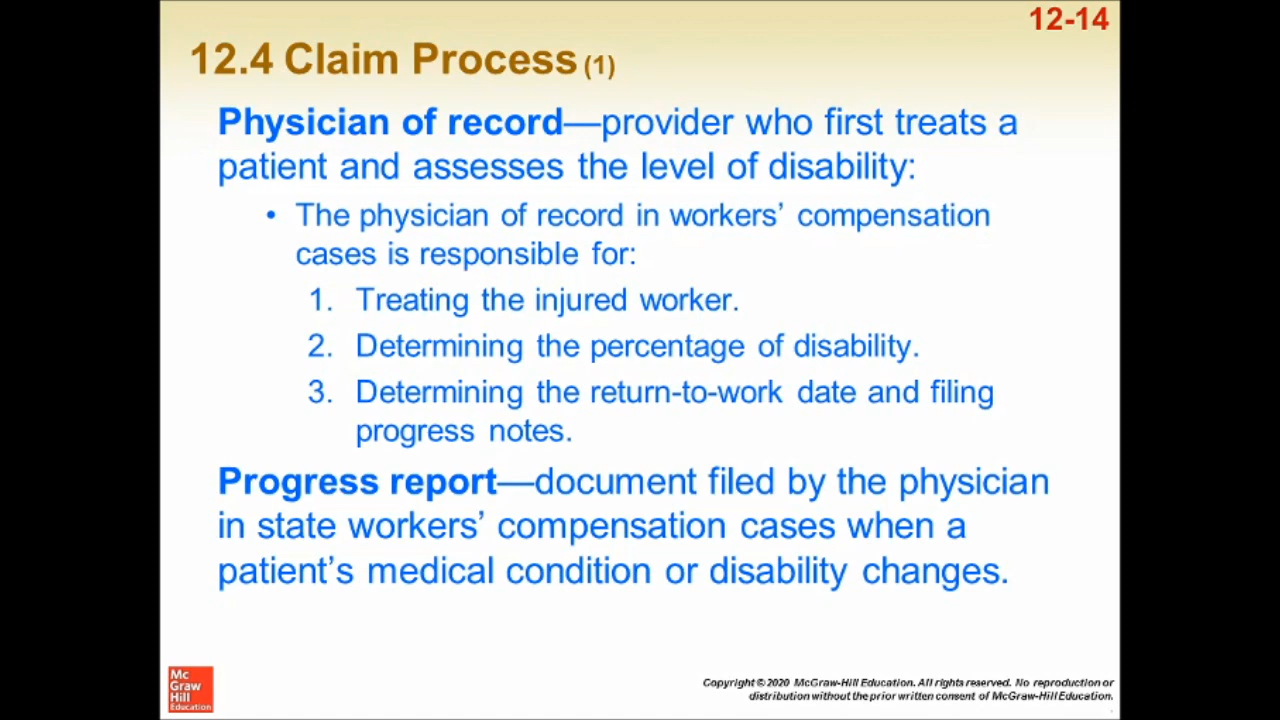 12-14
12.4 Claim Process (1)
Physician of record—provider who first treats a
patient and assesses the level of disability:
• The physician of record in workers’ compensation
cases is responsible for:
1. Treating the injured worker.
2. Determining the percentage of disability.
3. Determining the return-to-work date and filing
progress notes.
Progress report—document filed by the physician
in state workers’ compensation cases when a
patient’s medical condition or disability changes.
Mc
Graw
Hill
Education
Copyright © 2020 McGraw-Hill Education. All rights reserved. No reproduction or
distribution without the prior written consent of McGraw-Hill Education.